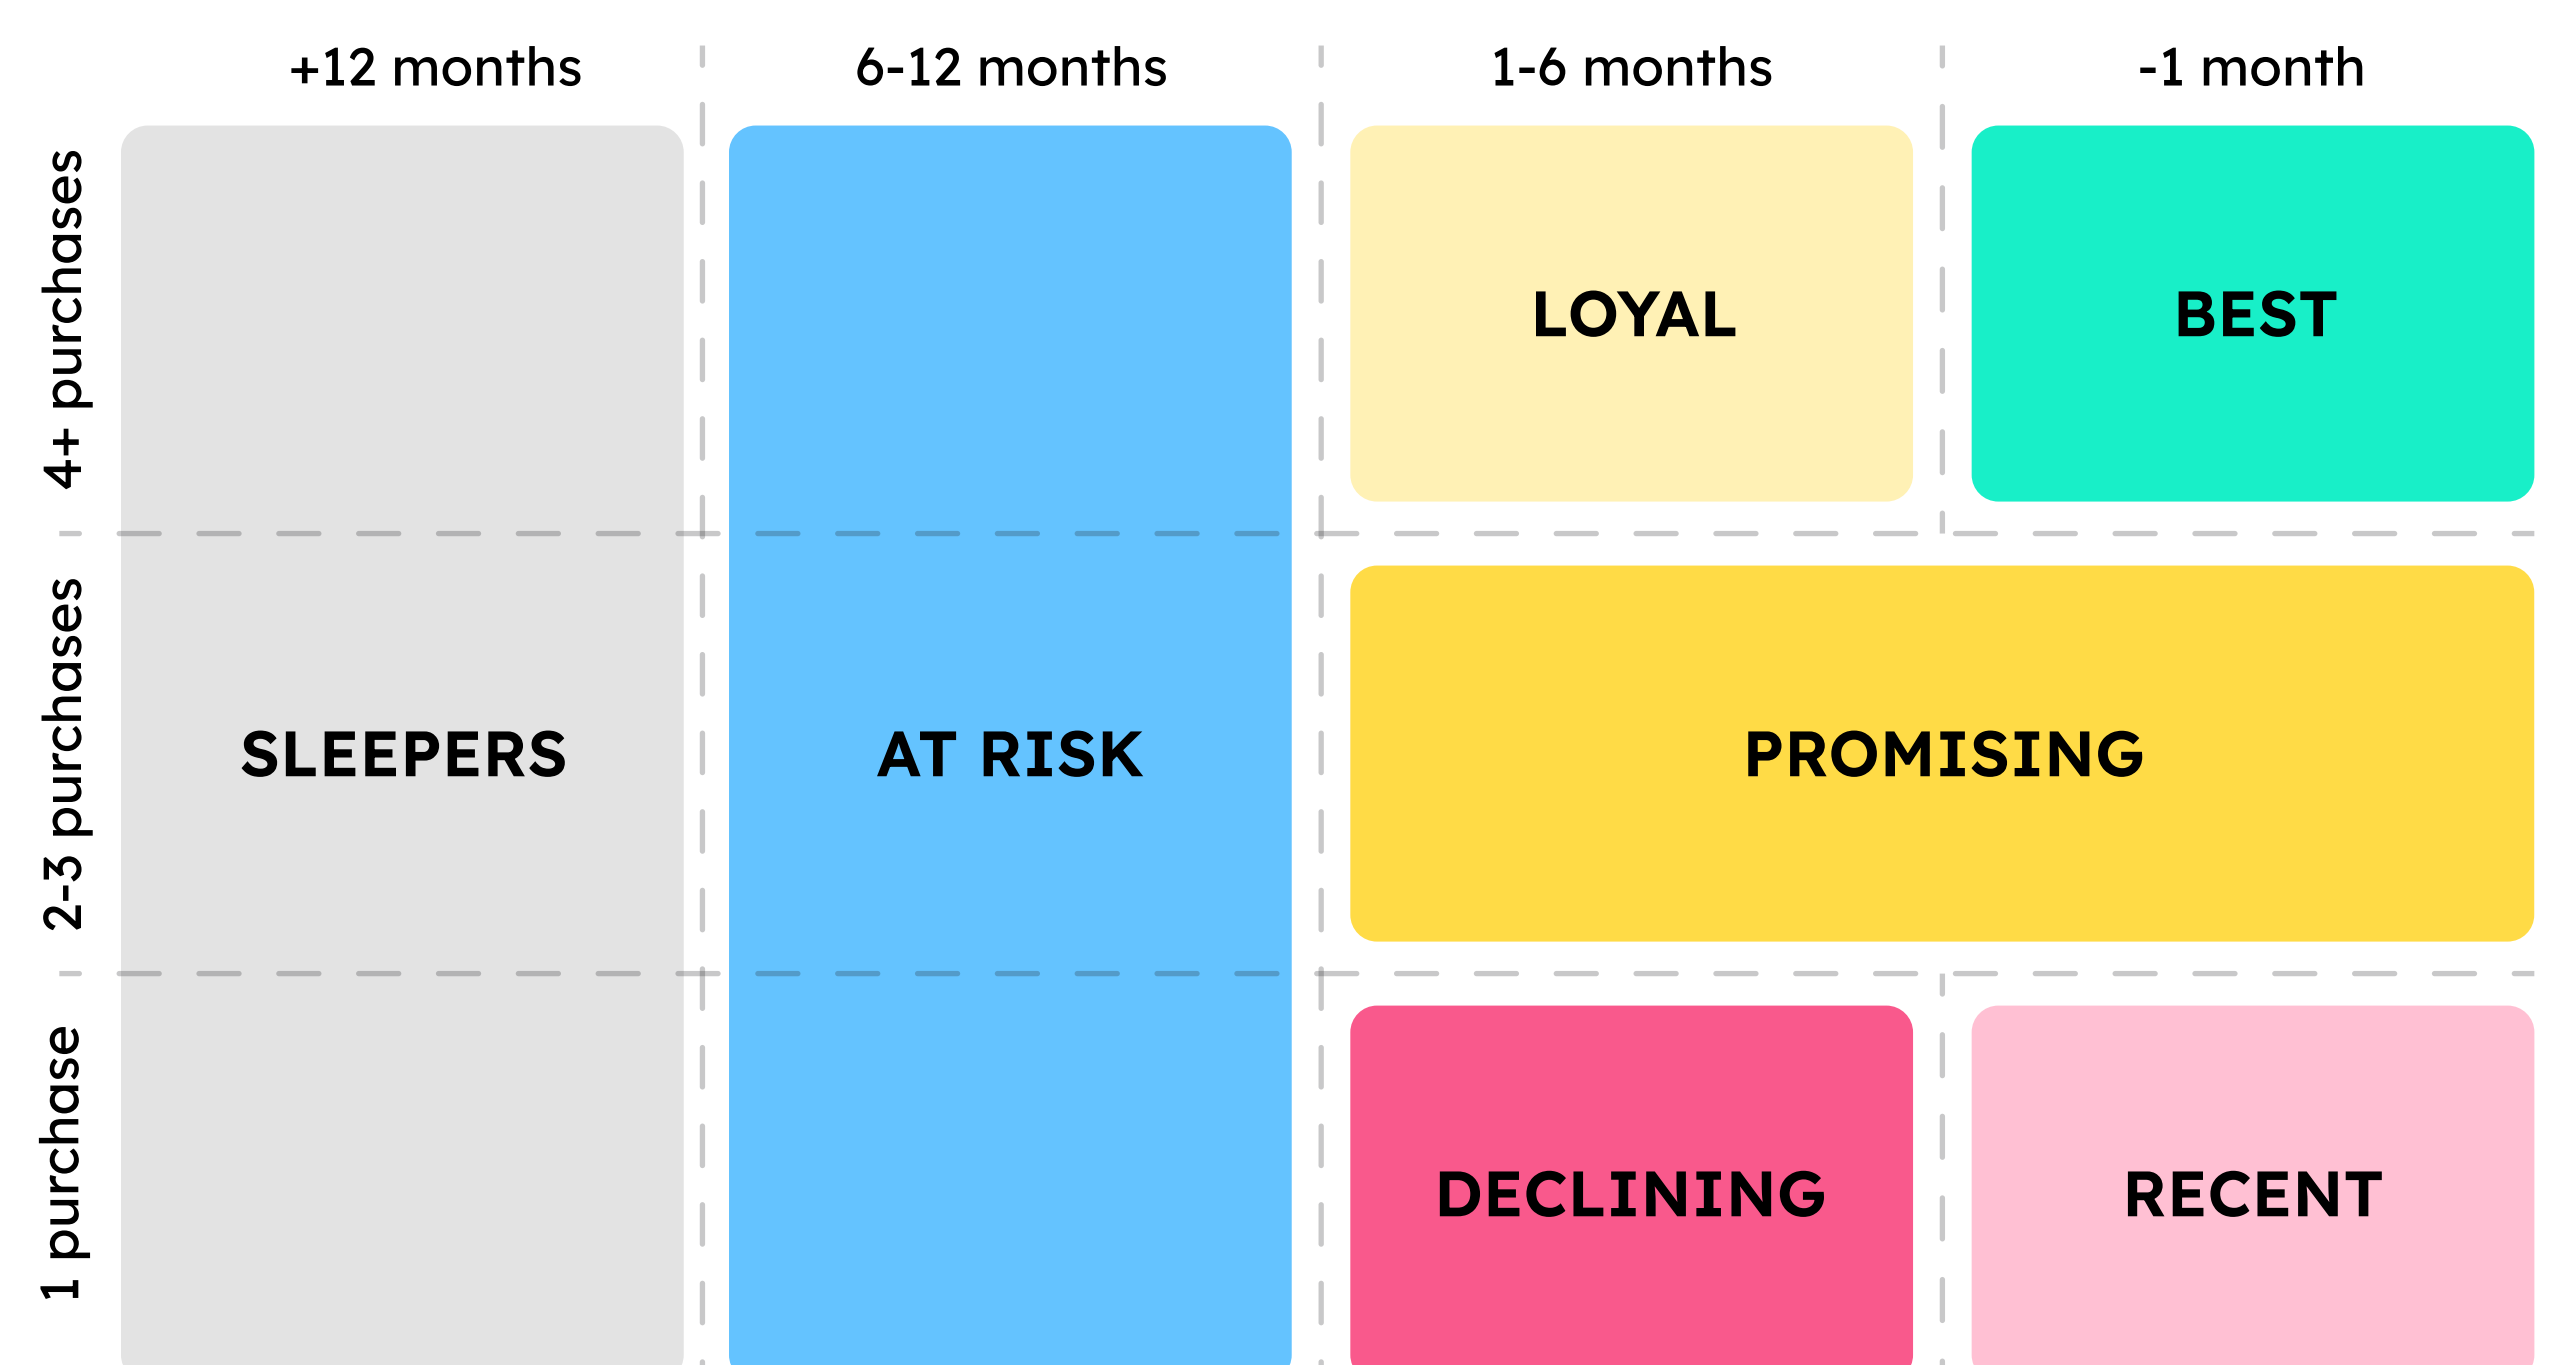 +12 months
6-12 months
1-6 months
-1 month
4+ purchases
LOYAL
BEST
2-3 purchases
SLEEPERS
AT RISK
PROMISING
1 purchase
DECLINING
RECENT